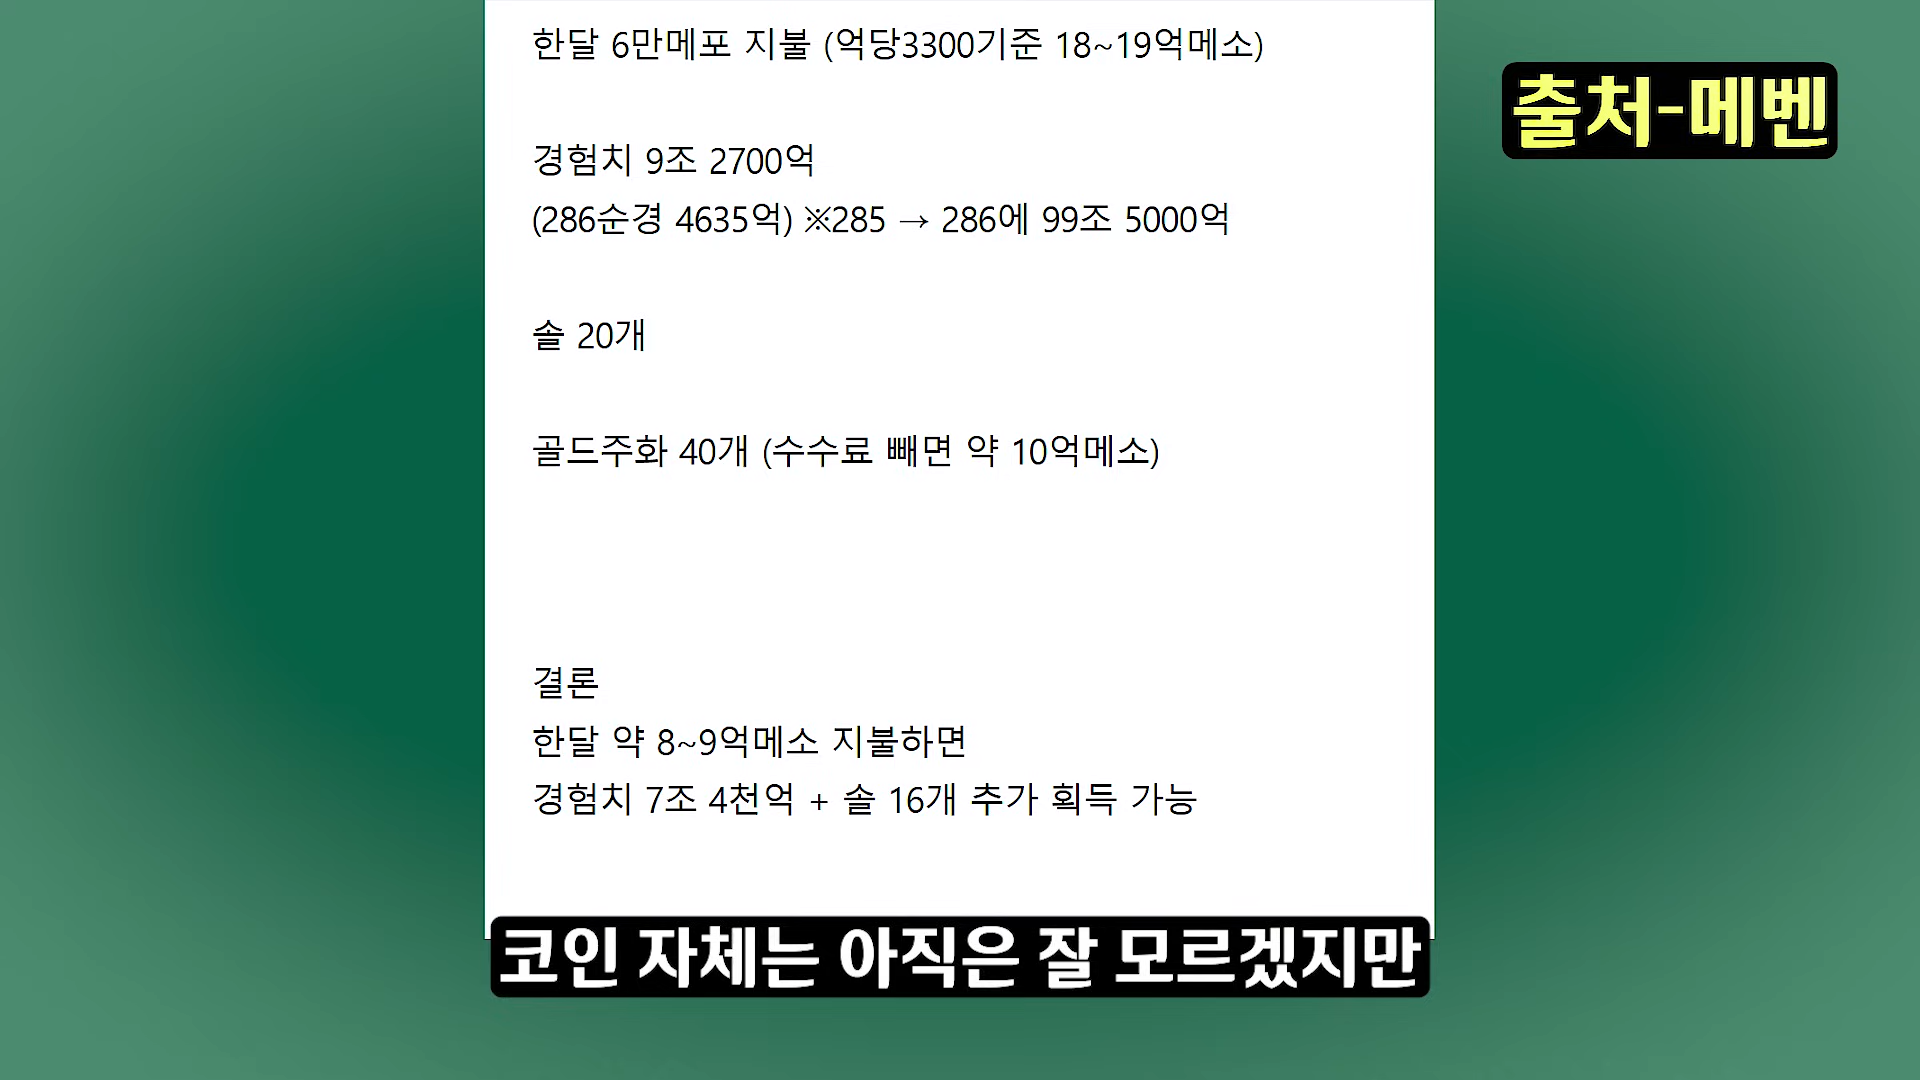 한달 6만메포 지불 (억당3300기준 18~19억메소)
출처-메벤
경험치 9조 2700억
(286순경 4635억) ※285 → 286에 99조 5000억
솔 20개
골드주화 40개 (수수료 빼면 약 10억메소)
결론
한달 약 8~9억메소 지불하면
경험치 7조 4천억 + 솔 16개 추가 획득 가능
코인 자체는 아직은 잘 모르겠지만